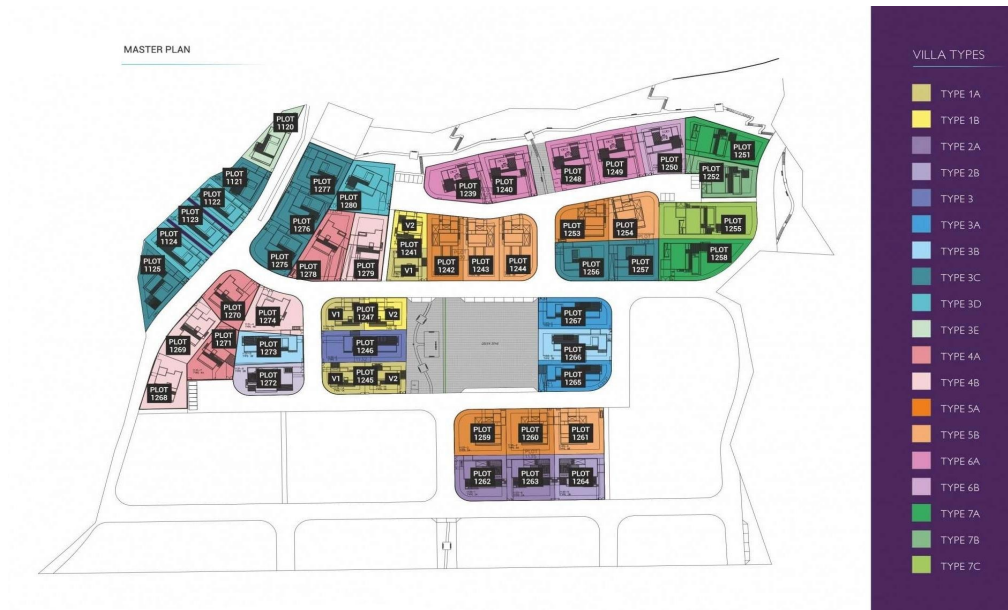 MASTER PLAN
VILLA TYPES
TYPE 1A
TYPE 1B
TYPE 2A
TYPE 2B
TYPE 3
TYPE 3A
TYPE 3B
TYPE 3C
TYPE 3D
TYPE 3E
TYPE 4A
TYPE 4B
TYPE 5A
TYPE 5B
TYPE 6A
TYPE 6B
TYPE 7A
TYPE 7B
TYPE 7C
PLOT
1120
PLOT
1121
PLOT
1122
PLOT
1123
PLOT
1124
PLOT
1125
PLOT
1277
PLOT
1280
PLOT
1276
PLOT
1275
PLOT
1278
PLOT
1279
V2
PLOT
1241
V1
PLOT
1242
PLOT
1243
PLOT
1244
PLOT
1239
PLOT
1240
PLOT
1248
PLOT
1249
PLOT
1250
PLOT
1251
PLOT
1252
PLOT
1253
PLOT
1254
PLOT
1255
PLOT
1256
PLOT
1257
PLOT
1258
PLOT
1270
PLOT
1274
PLOT
1269
PLOT
1271
PLOT
1273
PLOT
1272
PLOT
1268
V1
PLOT
1247
V2
PLOT
1246
V1
PLOT
1245
V2
PLOT
1267
PLOT
1266
PLOT
1265
PLOT
1259
PLOT
1260
PLOT
1261
PLOT
1262
PLOT
1263
PLOT
1264